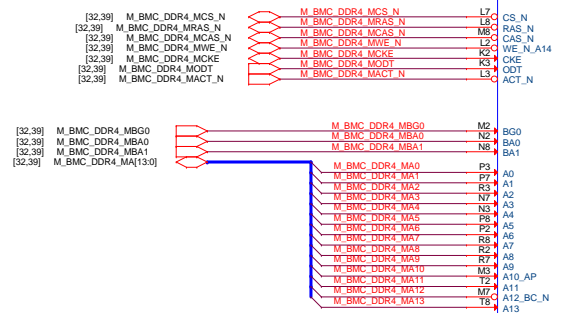 [32,39] M_BMC_DDR4_MCS_N M_BMC_DDR4_MCS_N L7 CS_N
[32,39] M_BMC_DDR4_MRAS_N M_BMC_DDR4_MRAS_N L8 RAS_N
[32,39] M_BMC_DDR4_MCAS_N M_BMC_DDR4_MCAS_N M8 CAS_N
[32,39] M_BMC_DDR4_MWE_N M_BMC_DDR4_MWE_N L2 WE_N_A14
[32,39] M_BMC_DDR4_MCKE M_BMC_DDR4_MCKE K2 CKE
[32,39] M_BMC_DDR4_MODT M_BMC_DDR4_MODT K3 ODT
[32,39] M_BMC_DDR4_MACT_N M_BMC_DDR4_MACT_N L3 ACT_N
[32,39] M_BMC_DDR4_MBG0 M_BMC_DDR4_MBG0 M2 BG0
[32,39] M_BMC_DDR4_MBA0 M_BMC_DDR4_MBA0 N2 BA0
[32,39] M_BMC_DDR4_MBA1 M_BMC_DDR4_MBA1 N8 BA1
[32,39] M_BMC_DDR4_MA[13:0]
M_BMC_DDR4_MA0 P3 A0
M_BMC_DDR4_MA1 P7 A1
M_BMC_DDR4_MA2 R3 A2
M_BMC_DDR4_MA3 N7 A3
M_BMC_DDR4_MA4 N3 A4
M_BMC_DDR4_MA5 P8 A5
M_BMC_DDR4_MA6 P2 A6
M_BMC_DDR4_MA7 R8 A7
M_BMC_DDR4_MA8 R2 A8
M_BMC_DDR4_MA9 R7 A9
M_BMC_DDR4_MA10 M3 A10_AP
M_BMC_DDR4_MA11 T2 A11
M_BMC_DDR4_MA12 M7 A12_BC_N
M_BMC_DDR4_MA13 T8 A13